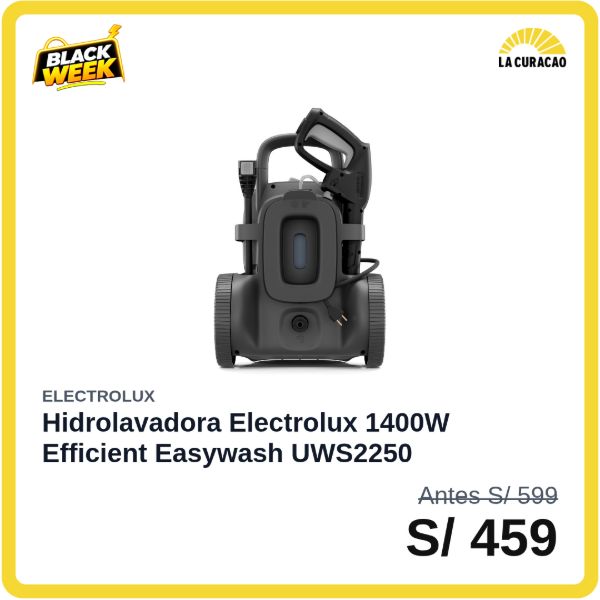 BLACK
WEEK
LA CURACAO
ELECTROLUX
Hidrolavadora Electrolux 1400W
Efficient Easywash UWS2250
Antes S/ 599
S/ 459